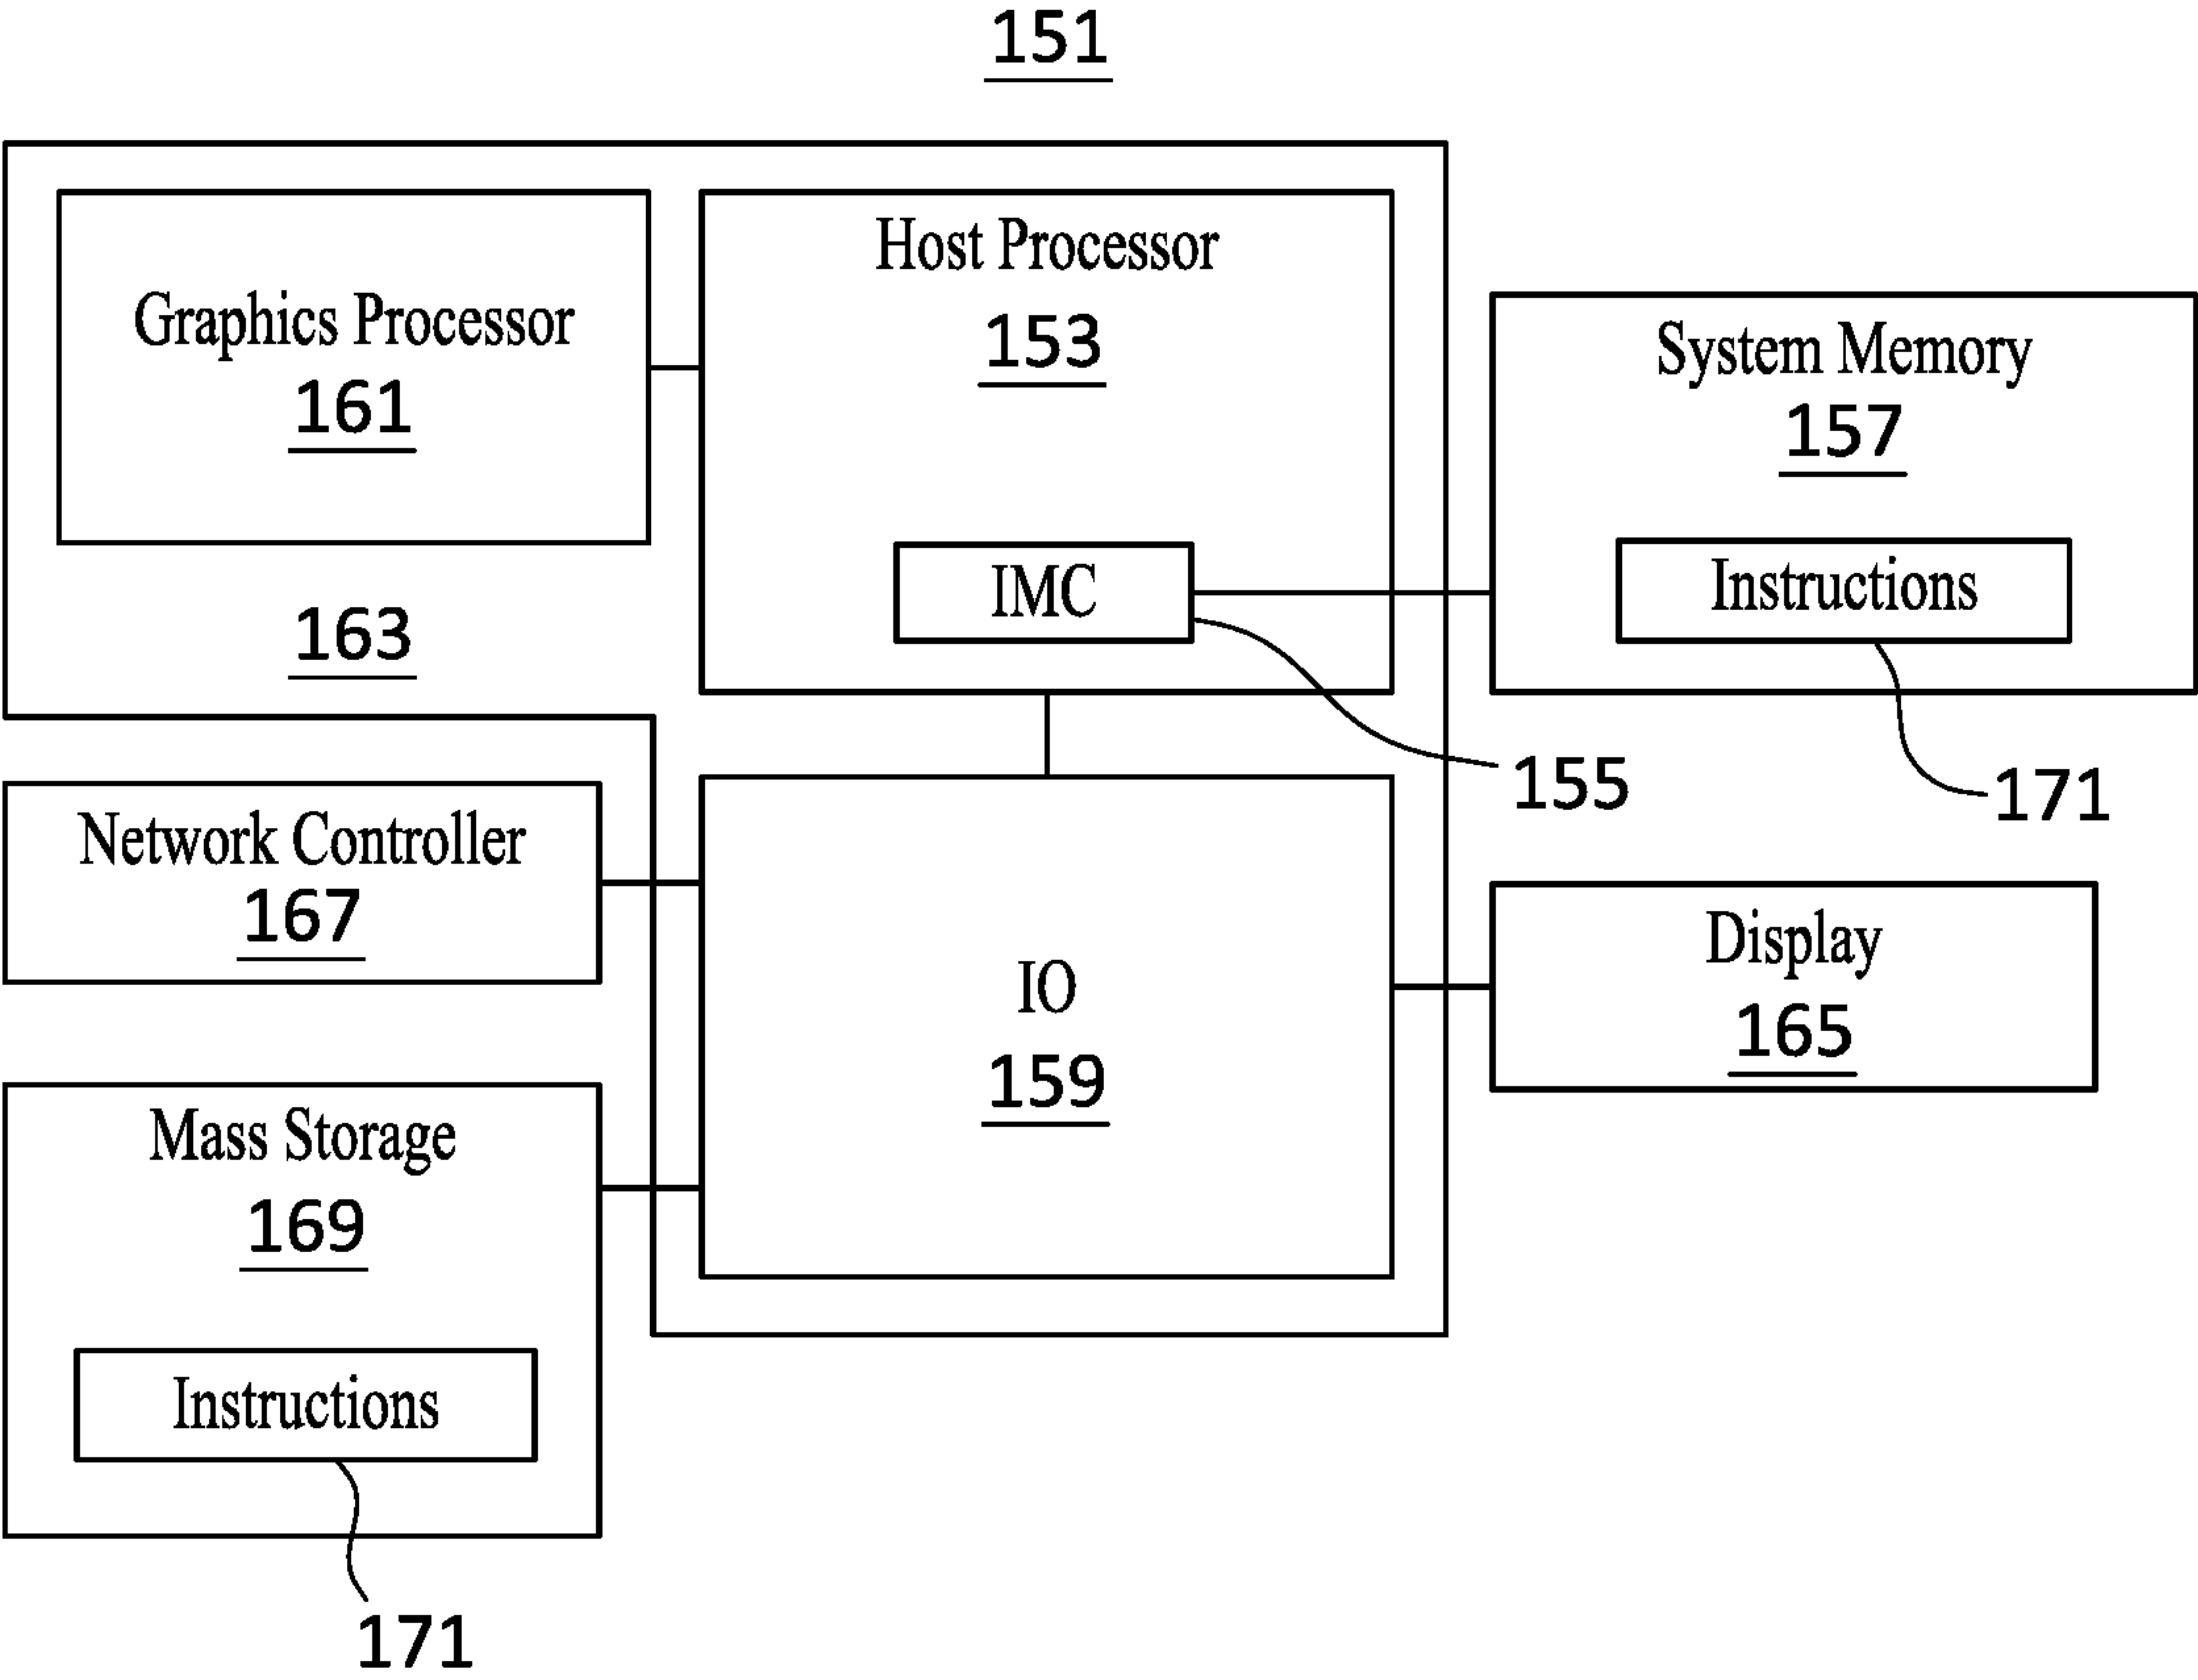 151
Graphics Processor
161
Host Processor
153
IMC
163
System Memory
157
Instructions
155
171
Network Controller
167
IO
159
Display
165
Mass Storage
169
Instructions
171